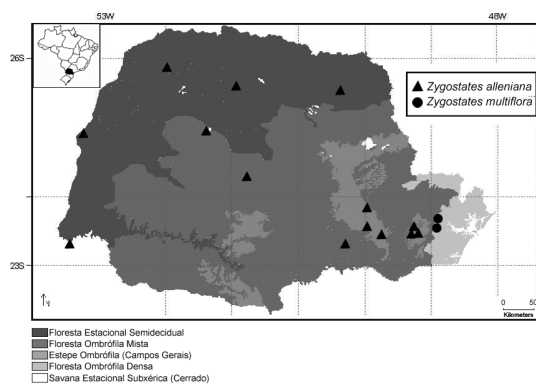 53W
48W
26S
▲ Zygostates alleniana
● Zygostates multiflora
23S
N
0
50
Kilometers
Floresta Estacional Semidecidual
Floresta Ombrófila Mista
Estepe Ombrófila (Campos Gerais)
Floresta Ombrófila Densa
Savana Estacional Subxérica (Cerrado)